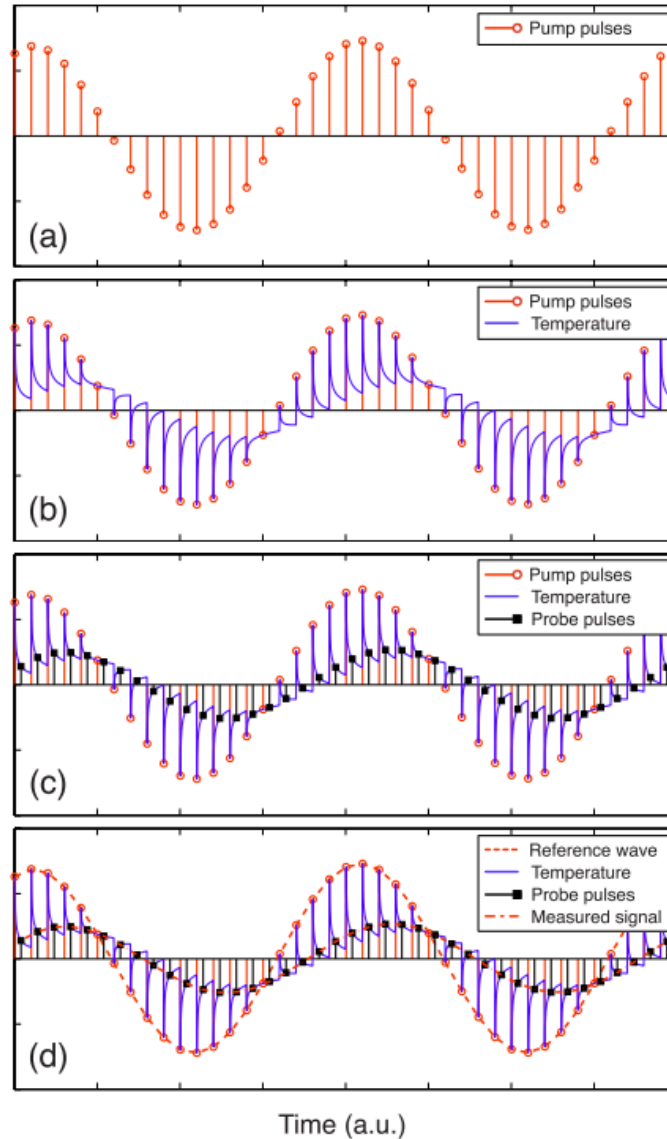 Pump pulses
(a)
Pump pulses
Temperature
(b)
Pump pulses
Temperature
Probe pulses
(c)
Reference wave
Temperature
Probe pulses
Measured signal
(d)
Time (a.u.)